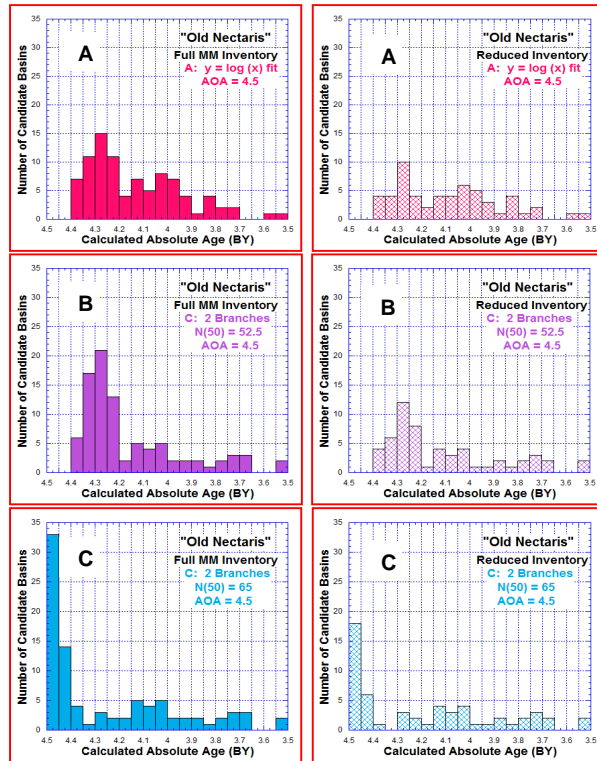 "Old Nectaris"
Full MM Inventory
A: y = log (x) fit
AOA = 4.5
A
Number of Candidate Basins
35
30
25
20
15
10
5
0
4.5 4.4 4.3 4.2 4.1 4 3.9 3.8 3.7 3.6 3.5
Calculated Absolute Age (BY)
"Old Nectaris"
Reduced Inventory
A: y = log (x) fit
AOA = 4.5
A
Number of Candidate Basins
35
30
25
20
15
10
5
0
4.5 4.4 4.3 4.2 4.1 4 3.9 3.8 3.7 3.6 3.5
Calculated Absolute Age (BY)
"Old Nectaris"
Full MM Inventory
C: 2 Branches
N(50) = 52.5
AOA = 4.5
B
Number of Candidate Basins
35
30
25
20
15
10
5
0
4.5 4.4 4.3 4.2 4.1 4 3.9 3.8 3.7 3.6 3.5
Calculated Absolute Age (BY)
"Old Nectaris"
Reduced Inventory
C: 2 Branches
N(50) = 52.5
AOA = 4.5
B
Number of Candidate Basins
35
30
25
20
15
10
5
0
4.5 4.4 4.3 4.2 4.1 4 3.9 3.8 3.7 3.6 3.5
Calculated Absolute Age (BY)
"Old Nectaris"
Full MM Inventory
C: 2 Branches
N(50) = 65
AOA = 4.5
C
Number of Candidate Basins
35
30
25
20
15
10
5
0
4.5 4.4 4.3 4.2 4.1 4 3.9 3.8 3.7 3.6 3.5
Calculated Absolute Age (BY)
"Old Nectaris"
Reduced Inventory
C: 2 Branches
N(50) = 65
AOA = 4.5
C
Number of Candidate Basins
35
30
25
20
15
10
5
0
4.5 4.4 4.3 4.2 4.1 4 3.9 3.8 3.7 3.6 3.5
Calculated Absolute Age (BY)